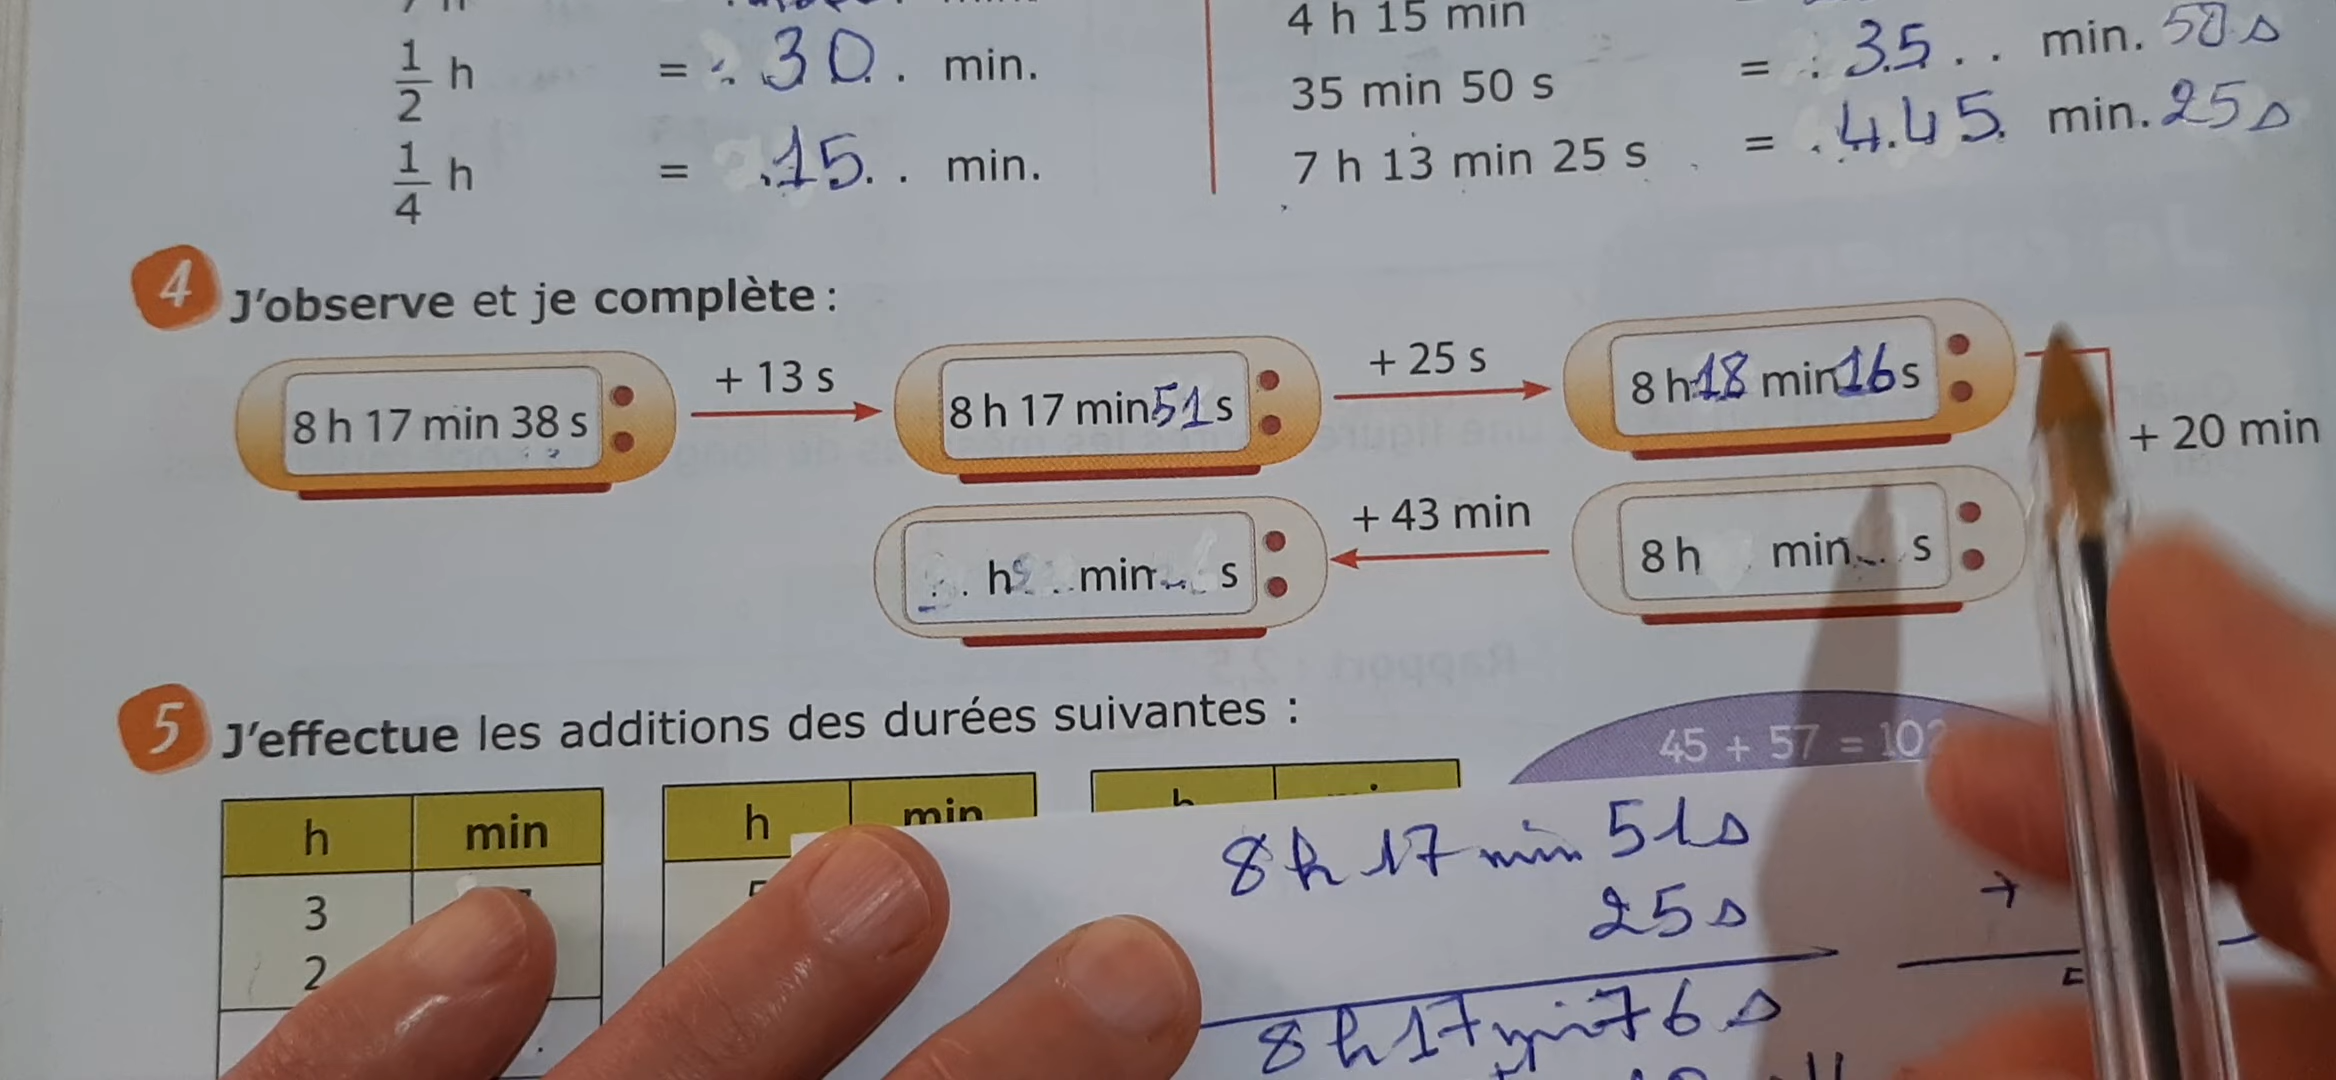 1/2 h = 30 min.
1/4 h = 15 min.
4 h 15 min
35 min 50 s = 35 min. 50 s
7 h 13 min 25 s = 445 min. 25 s
4 J'observe et je complète :
8 h 17 min 38 s + 13 s 8 h 17 min 51 s + 25 s 8 h 18 min 16 s
+ 20 min
h min s + 43 min 8 h min s
5 J'effectue les additions des durées suivantes :
45 + 57 = 102
h min h min h
3
2
8 h 17 min 51 s
25 s +
8 h 17 min 76 s